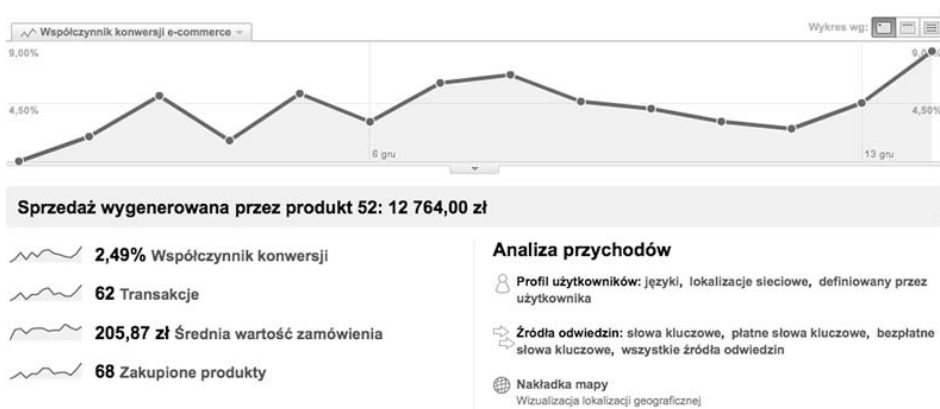 Współczynnik konwersji e-commerce
Wykres wg:
9,00%
4,50%
4,50%
6 gru
13 gru
Sprzedaż wygenerowana przez produkt 52: 12 764,00 zł
2,49% Współczynnik konwersji
62 Transakcje
205,87 zł Średnia wartość zamówienia
68 Zakupione produkty
Analiza przychodów
Profil użytkowników: języki, lokalizacje sieciowe, definiowany przez
użytkownika
Źródła odwiedzin: słowa kluczowe, płatne słowa kluczowe, bezpłatne
słowa kluczowe, wszystkie źródła odwiedzin
Nakładka mapy
Wizualizacja lokalizacji geograficznej